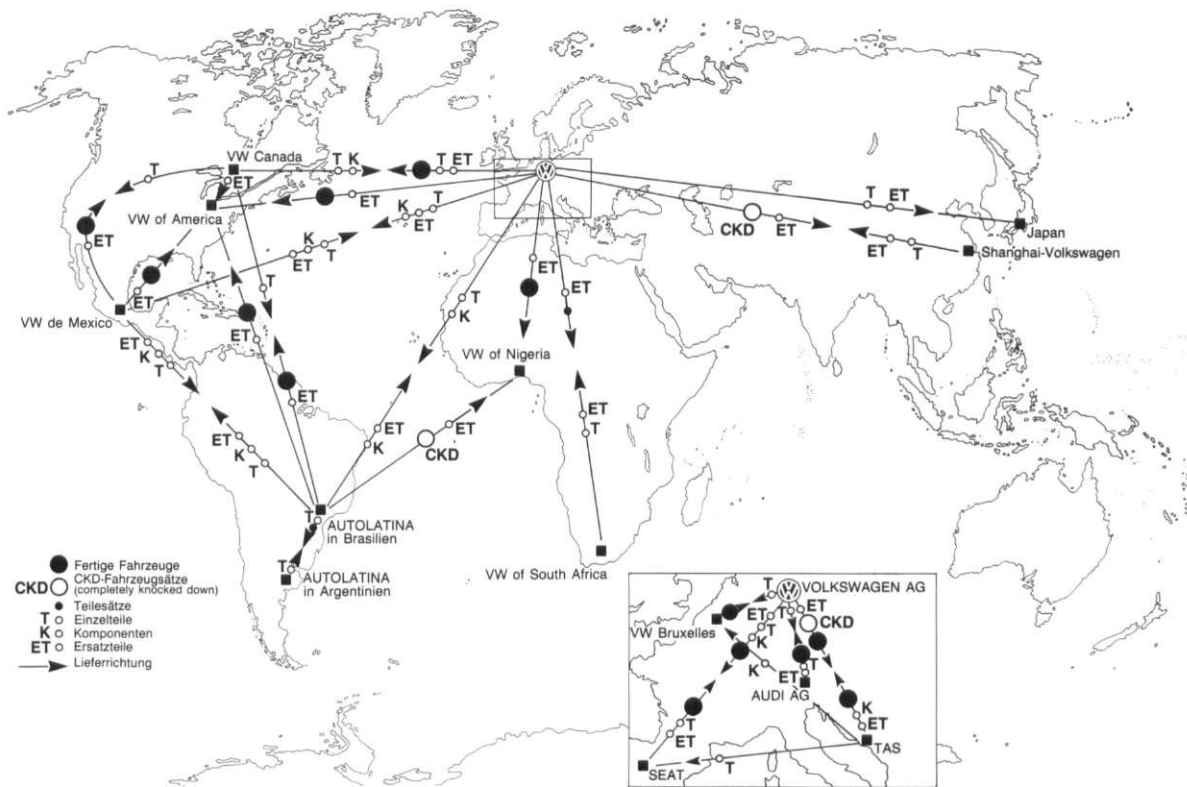 VW Canada
T
T K
T ET
ET
VW of America
ET
ET
K ET T
K
ET T
ET
VW de Mexico
ET
K
T
T
ET
ET
ET
K
T
T
K
ET
K
VW of Nigeria
ET
ET
CKD
ET
ET
T
T ET
CKD ET
ET T
Japan
Shanghai-Volkswagen
T
AUTOLATINA
in Brasilien
T
AUTOLATINA
in Argentinien
VW of South Africa
Fertige Fahrzeuge
CKD CKD-Fahrzeugsätze
(completely knocked down)
Teilesätze
T Einzelteile
K Komponenten
ET Ersatzteile
Lieferrichtung
T VW VOLKSWAGEN AG
ET T ET
T
CKD
VW Bruxelles
K
K
ET T
AUDI AG
K
ET
T
ET
TAS
SEAT
T